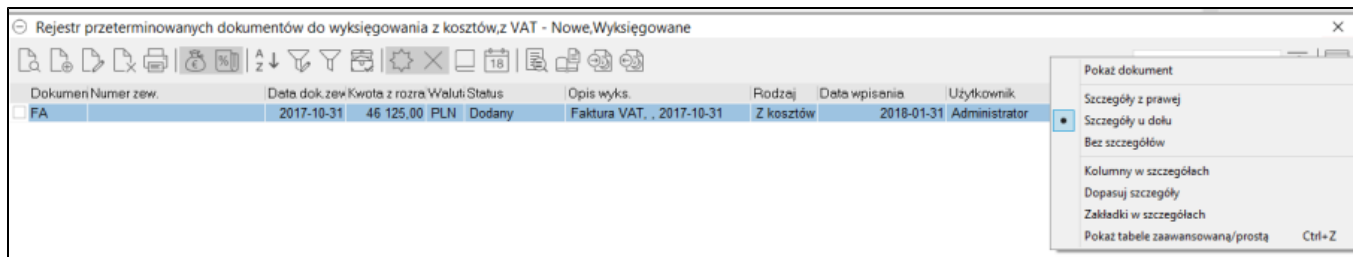 Rejestr przeterminowanych dokumentów do wyksięgowania z kosztów,z VAT - Nowe,Wyksięgowane
18
Dokumen Numer zew. Data dok.zew Kwota z rozra Waluta Status Opis wyks. Rodzaj Data wpisania Użytkownik
FA 2017-10-31 46 125,00 PLN Dodany Faktura VAT, , 2017-10-31 Z kosztów 2018-01-31 Administrator
Pokaż dokument
Szczegóły z prawej
Szczegóły u dołu
Bez szczegółów
Kolumny w szczegółach
Dopasuj szczegóły
Zakładki w szczegółach
Pokaż tabele zaawansowaną/prostą Ctrl+Z